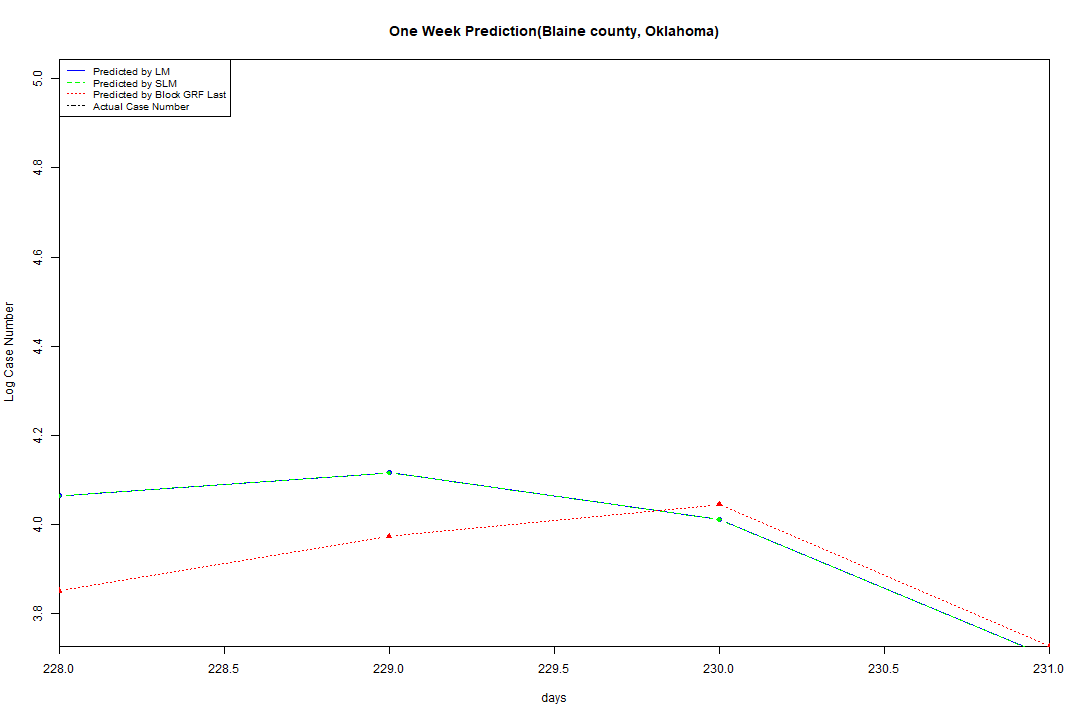 One Week Prediction(Blaine county, Oklahoma)
Predicted by LM
Predicted by SLM
Predicted by Block GRF Last
Actual Case Number
5.0
4.8
4.6
4.4
4.2
4.0
3.8
Log Case Number
228.0 228.5 229.0 229.5 230.0 230.5 231.0
days